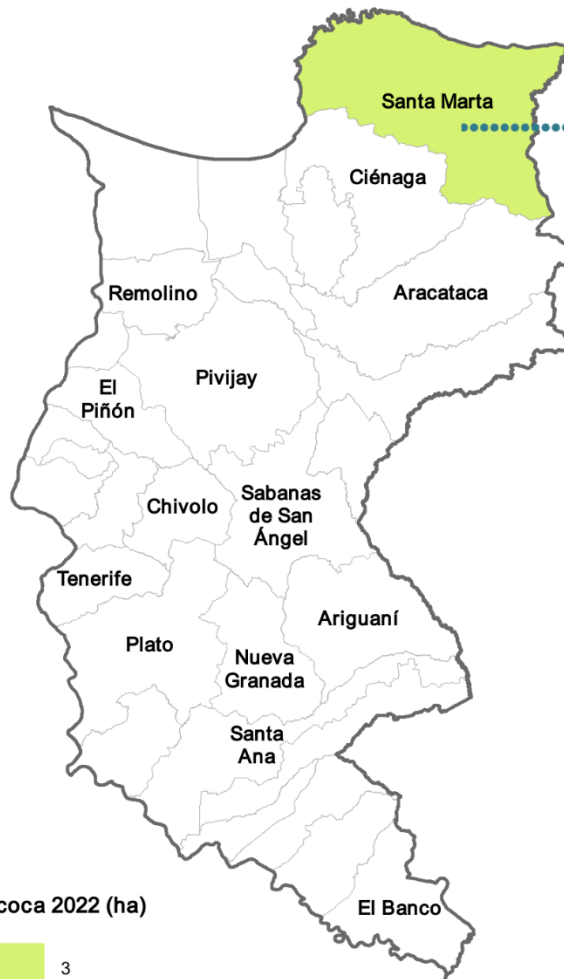 Santa Marta
Ciénaga
Aracataca
Remolino
Pivijay
El
Piñón
Chivolo
Sabanas
de San
Ángel
Tenerife
Ariguaní
Plato
Nueva
Granada
Santa
Ana
El Banco
coca 2022 (ha)
3